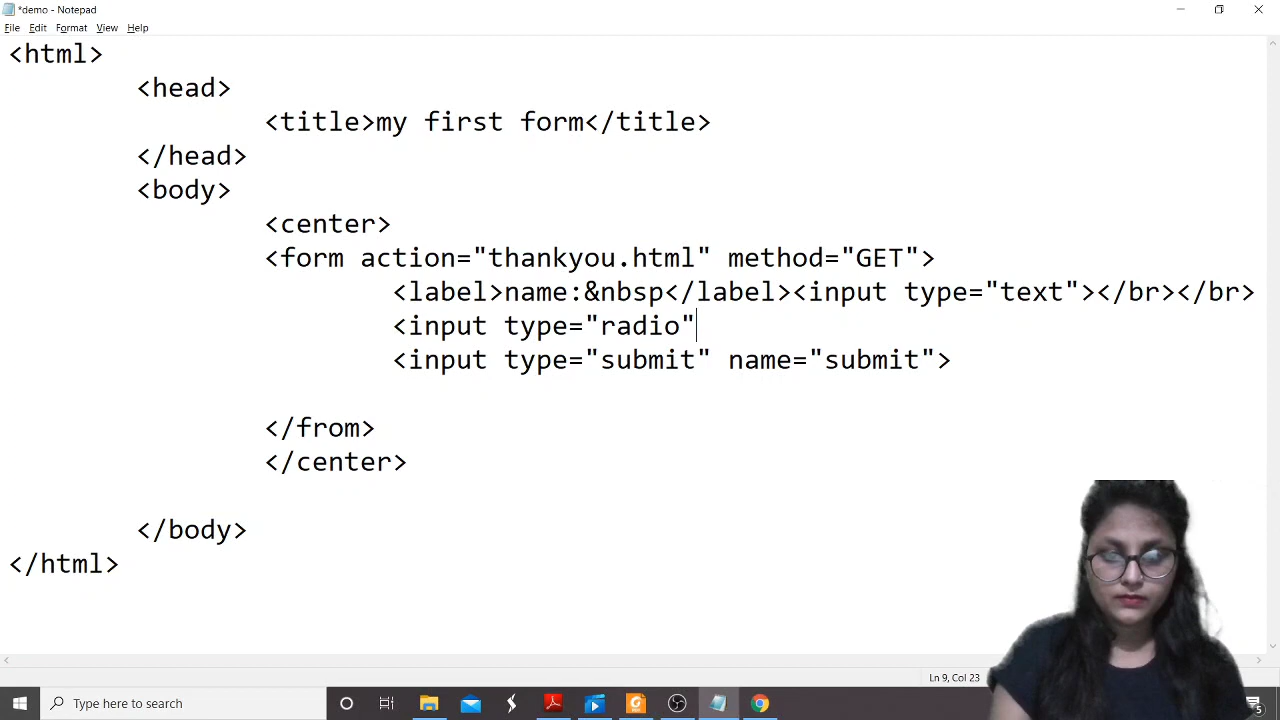 *demo - Notepad
File Edit Format View Help
<html>
<head>
<title>my first form</title>
</head>
<body>
<center>
<form action="thankyou.html" method="GET">
<label>name:&nbsp</label><input type="text"></br></br>
<input type="radio"
<input type="submit" name="submit">
</from>
</center>
</body>
</html>
Ln 9, Col 23
Type here to search
5